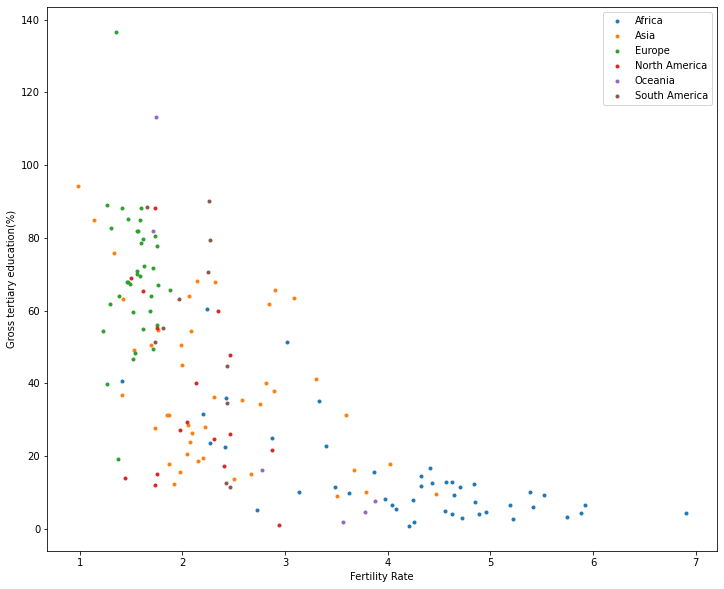 140
120
100
80
60
40
20
0
Gross tertiary education(%)
1 2 3 4 5 6 7
Fertility Rate
Africa
Asia
Europe
North America
Oceania
South America